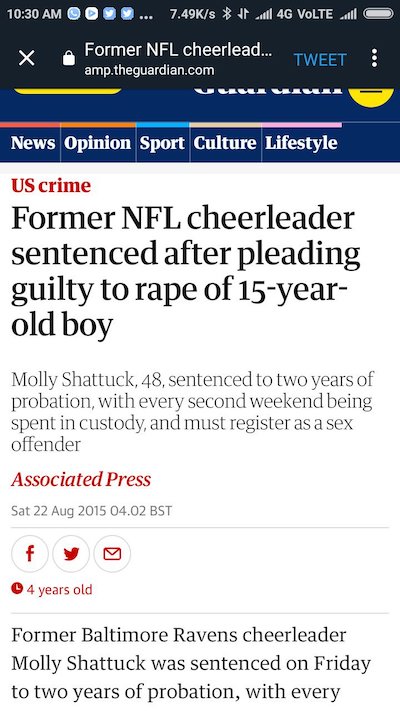 10:30 AM ... 7.49K/s 4G VoLTE
Former NFL cheerlead...
amp.theguardian.com
TWEET
News Opinion Sport Culture Lifestyle
US crime
Former NFL cheerleader
sentenced after pleading
guilty to rape of 15-year-
old boy
Molly Shattuck, 48, sentenced to two years of
probation, with every second weekend being
spent in custody, and must register as a sex
offender
Associated Press
Sat 22 Aug 2015 04.02 BST
4 years old
Former Baltimore Ravens cheerleader
Molly Shattuck was sentenced on Friday
to two years of probation, with every